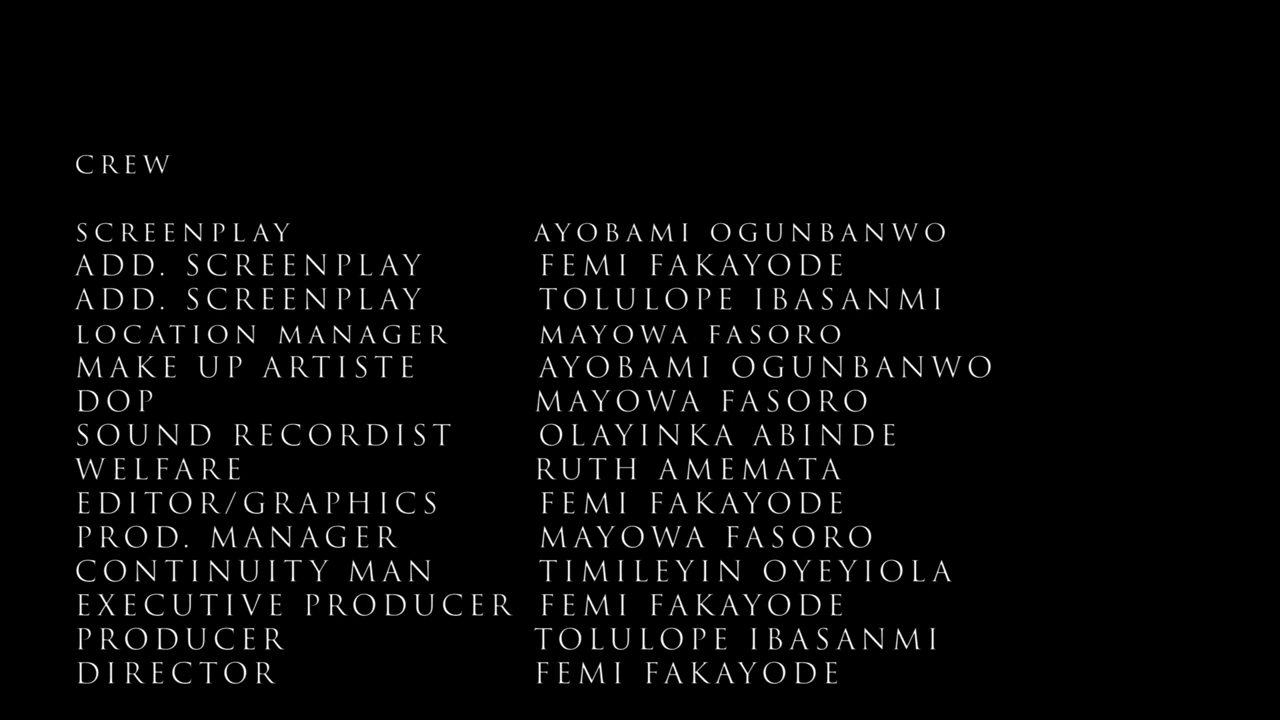 CREW
SCREENPLAY AYOBAMI OGUNBANWO
ADD. SCREENPLAY FEMI FAKAYODE
ADD. SCREENPLAY TOLULOPE IBASANMI
LOCATION MANAGER MAYOWA FASORO
MAKE UP ARTISTE AYOBAMI OGUNBANWO
DOP MAYOWA FASORO
SOUND RECORDIST OLAYINKA ABINDE
WELFARE RUTH AMEMATA
EDITOR/GRAPHICS FEMI FAKAYODE
PROD. MANAGER MAYOWA FASORO
CONTINUITY MAN TIMILEYIN OYEYIOLA
EXECUTIVE PRODUCER FEMI FAKAYODE
PRODUCER TOLULOPE IBASANMI
DIRECTOR FEMI FAKAYODE